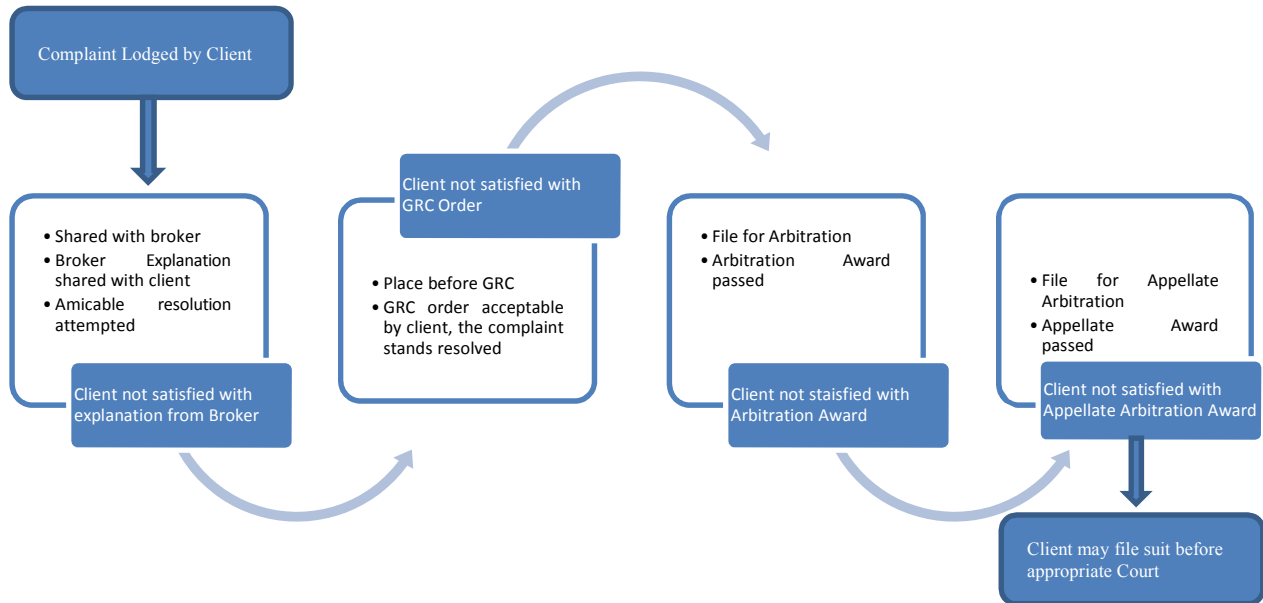 Complaint Lodged by Client
• Shared with broker
• Broker Explanation
shared with client
• Amicable resolution
attempted
Client not satisfied with
explanation from Broker
Client not satisfied with
GRC Order
• Place before GRC
• GRC order acceptable
by client, the complaint
stands resolved
• File for Arbitration
• Arbitration Award
passed
Client not staisfied with
Arbitration Award
• File for Appellate
Arbitration
• Appellate Award
passed
Client not satisfied with
Appellate Arbitration Award
Client may file suit before
appropriate Court